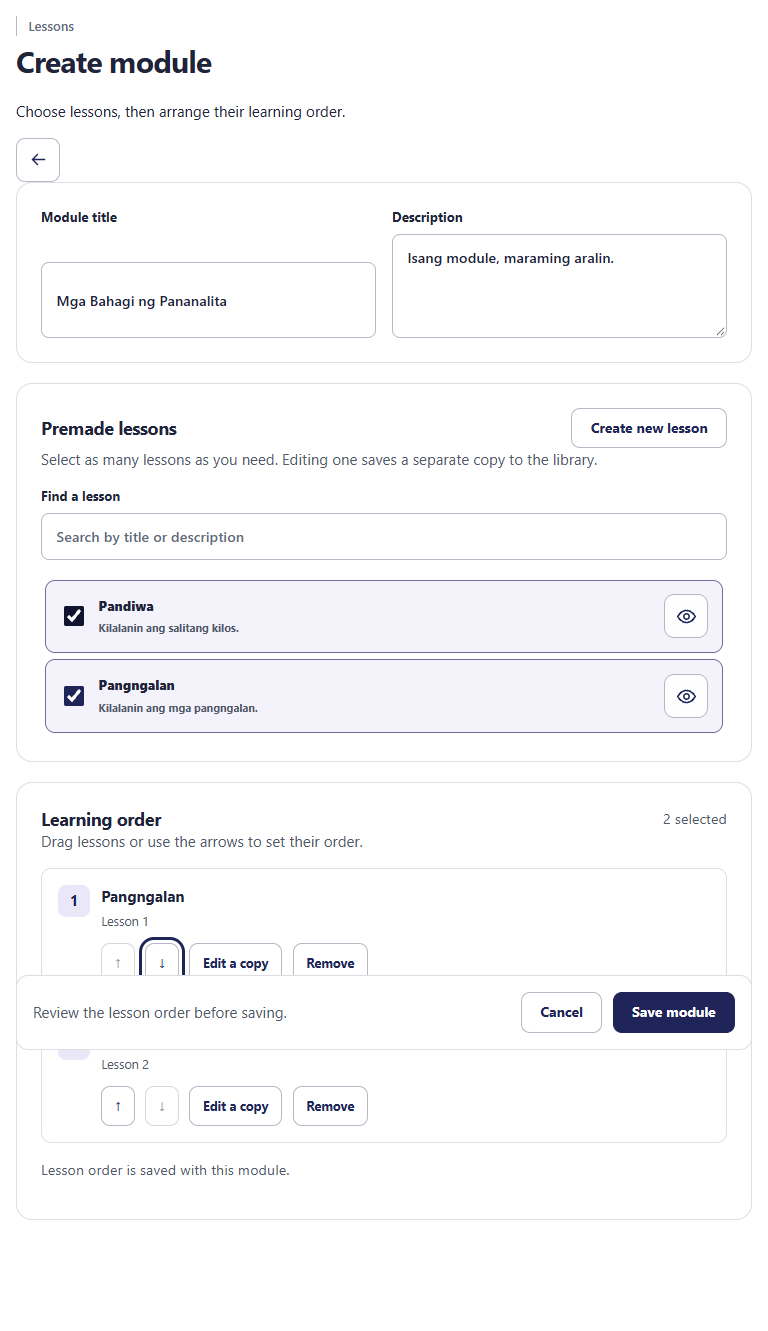 Lessons
Create module
Choose lessons, then arrange their learning order.
←
Module title
Description
Mga Bahagi ng Pananalita
Isang module, maraming aralin.
Premade lessons
Create new lesson
Select as many lessons as you need. Editing one saves a separate copy to the library.
Find a lesson
Search by title or description
Pandiwa
Kilalanin ang salitang kilos.
Pangngalan
Kilalanin ang mga pangngalan.
Learning order
2 selected
Drag lessons or use the arrows to set their order.
1
Pangngalan
Lesson 1
↑ ↓ Edit a copy Remove
Review the lesson order before saving.
Cancel
Save module
Lesson 2
↑ ↓ Edit a copy Remove
Lesson order is saved with this module.